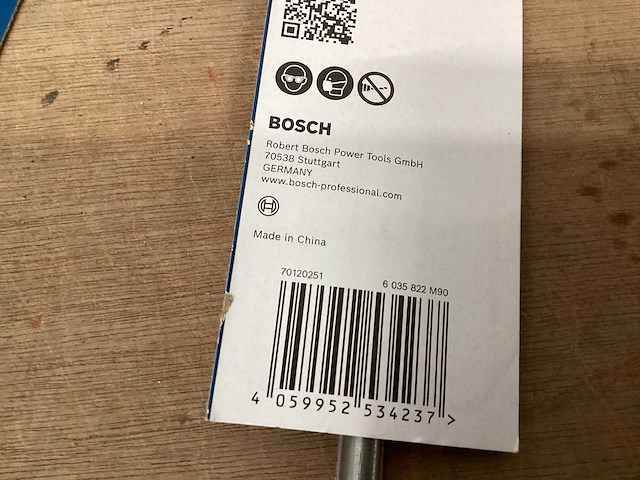 BOSCH
Robert Bosch Power Tools GmbH
70538 Stuttgart
GERMANY
www.bosch-professional.com
Made in China
70120251 6 035 822 M90
4 059952 534237 >